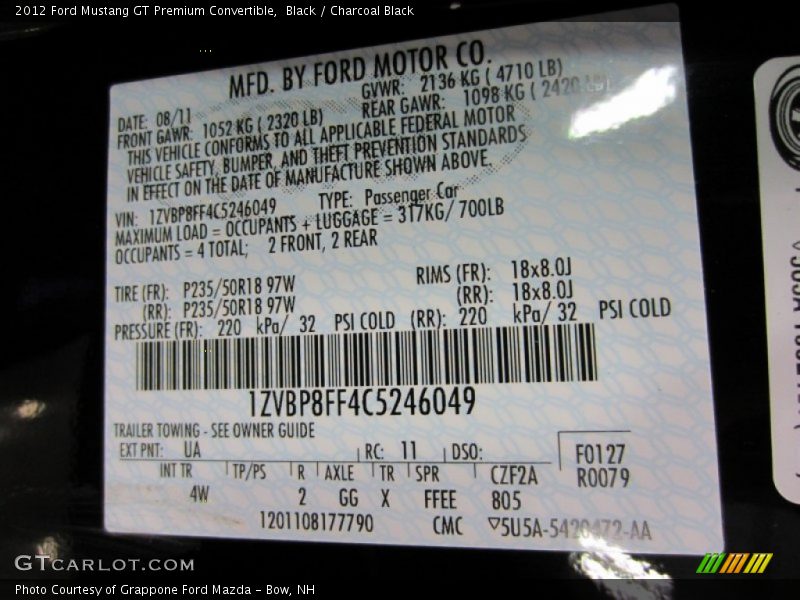 2012 Ford Mustang GT Premium Convertible,  Black / Charcoal Black
MFD. BY FORD MOTOR CO.
DATE: 08/11 GVWR: 2136 KG ( 4710 LB)
FRONT GAWR: 1052 KG ( 2320 LB) REAR GAWR: 1098 KG ( 2420 LB)
THIS VEHICLE CONFORMS TO ALL APPLICABLE FEDERAL MOTOR
VEHICLE SAFETY, BUMPER, AND THEFT PREVENTION STANDARDS
IN EFFECT ON THE DATE OF MANUFACTURE SHOWN ABOVE.
VIN: 1ZVBP8FF4C5246049 TYPE: Passenger Car
MAXIMUM LOAD = OCCUPANTS + LUGGAGE = 317KG/ 700LB
OCCUPANTS = 4 TOTAL; 2 FRONT, 2 REAR
TIRE (FR): P235/50R18 97W RIMS (FR): 18x8.0J
(RR): P235/50R18 97W (RR): 18x8.0J
PRESSURE (FR): 220 kPa/ 32 PSI COLD (RR): 220 kPa/ 32 PSI COLD
1ZVBP8FF4C5246049
TRAILER TOWING - SEE OWNER GUIDE
EXT PNT: UA RC: 11 DSO: F0127
INT TR TP/PS R AXLE TR SPR CZF2A R0079
4W 2 GG X FFEE 805
1201108177790 CMC ▽5U5A-5420472-AA
GTCARLOT.COM
Photo Courtesy of Grappone Ford Mazda – Bow, NH